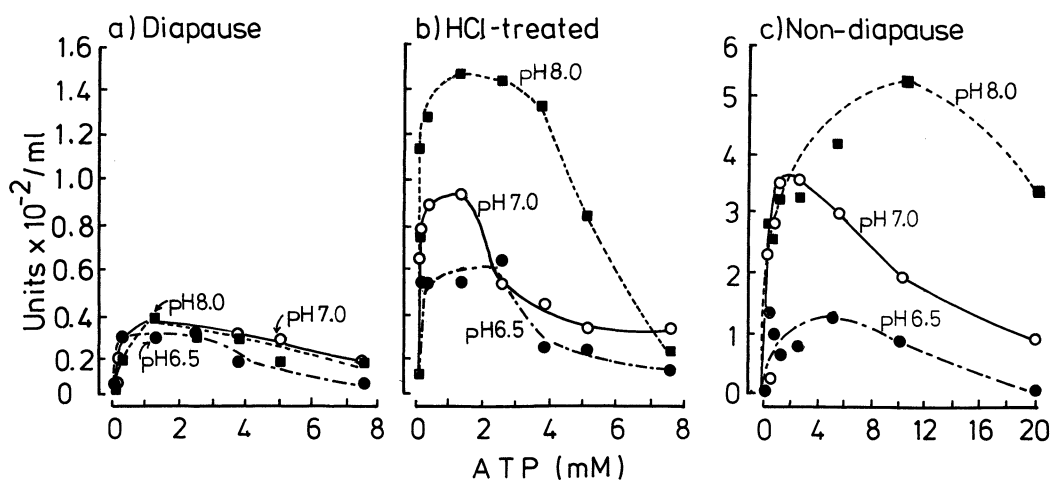 a) Diapause
b) HCl-treated
c) Non-diapause
Units x 10-2/ml
1.6
1.4
1.2
1.0
0.8
0.6
0.4
0.2
0
pH8.0
pH7.0
pH6.5
0 2 4 6 8
pH8.0
pH7.0
pH6.5
0 2 4 6 8
6
5
4
3
2
1
0
pH8.0
pH7.0
pH6.5
0 4 8 12 16 20
ATP (mM)